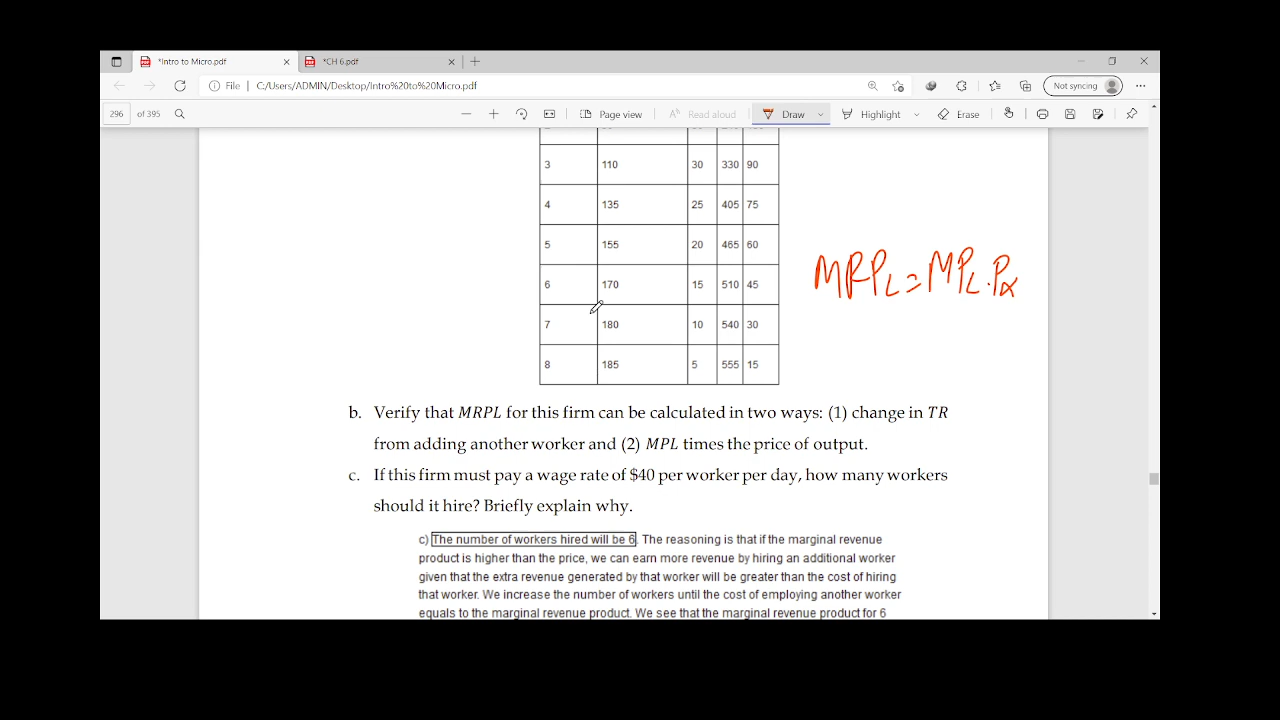 *Intro to Micro.pdf
*CH 6.pdf
File
C:/Users/ADMIN/Desktop/Intro%20to%20Micro.pdf
Not syncing
296 of 395
Page view
Read aloud
Draw
Highlight
Erase
3 110 30 330 90
4 135 25 405 75
5 155 20 465 60
6 170 15 510 45
7 180 10 540 30
8 185 5 555 15
MRPL = MPL . Px
b. Verify that MRPL for this firm can be calculated in two ways: (1) change in TR
from adding another worker and (2) MPL times the price of output.
c. If this firm must pay a wage rate of $40 per worker per day, how many workers
should it hire? Briefly explain why.
c) The number of workers hired will be 6. The reasoning is that if the marginal revenue
product is higher than the price, we can earn more revenue by hiring an additional worker
given that the extra revenue generated by that worker will be greater than the cost of hiring
that worker. We increase the number of workers until the cost of employing another worker
equals to the marginal revenue product. We see that the marginal revenue product for 6